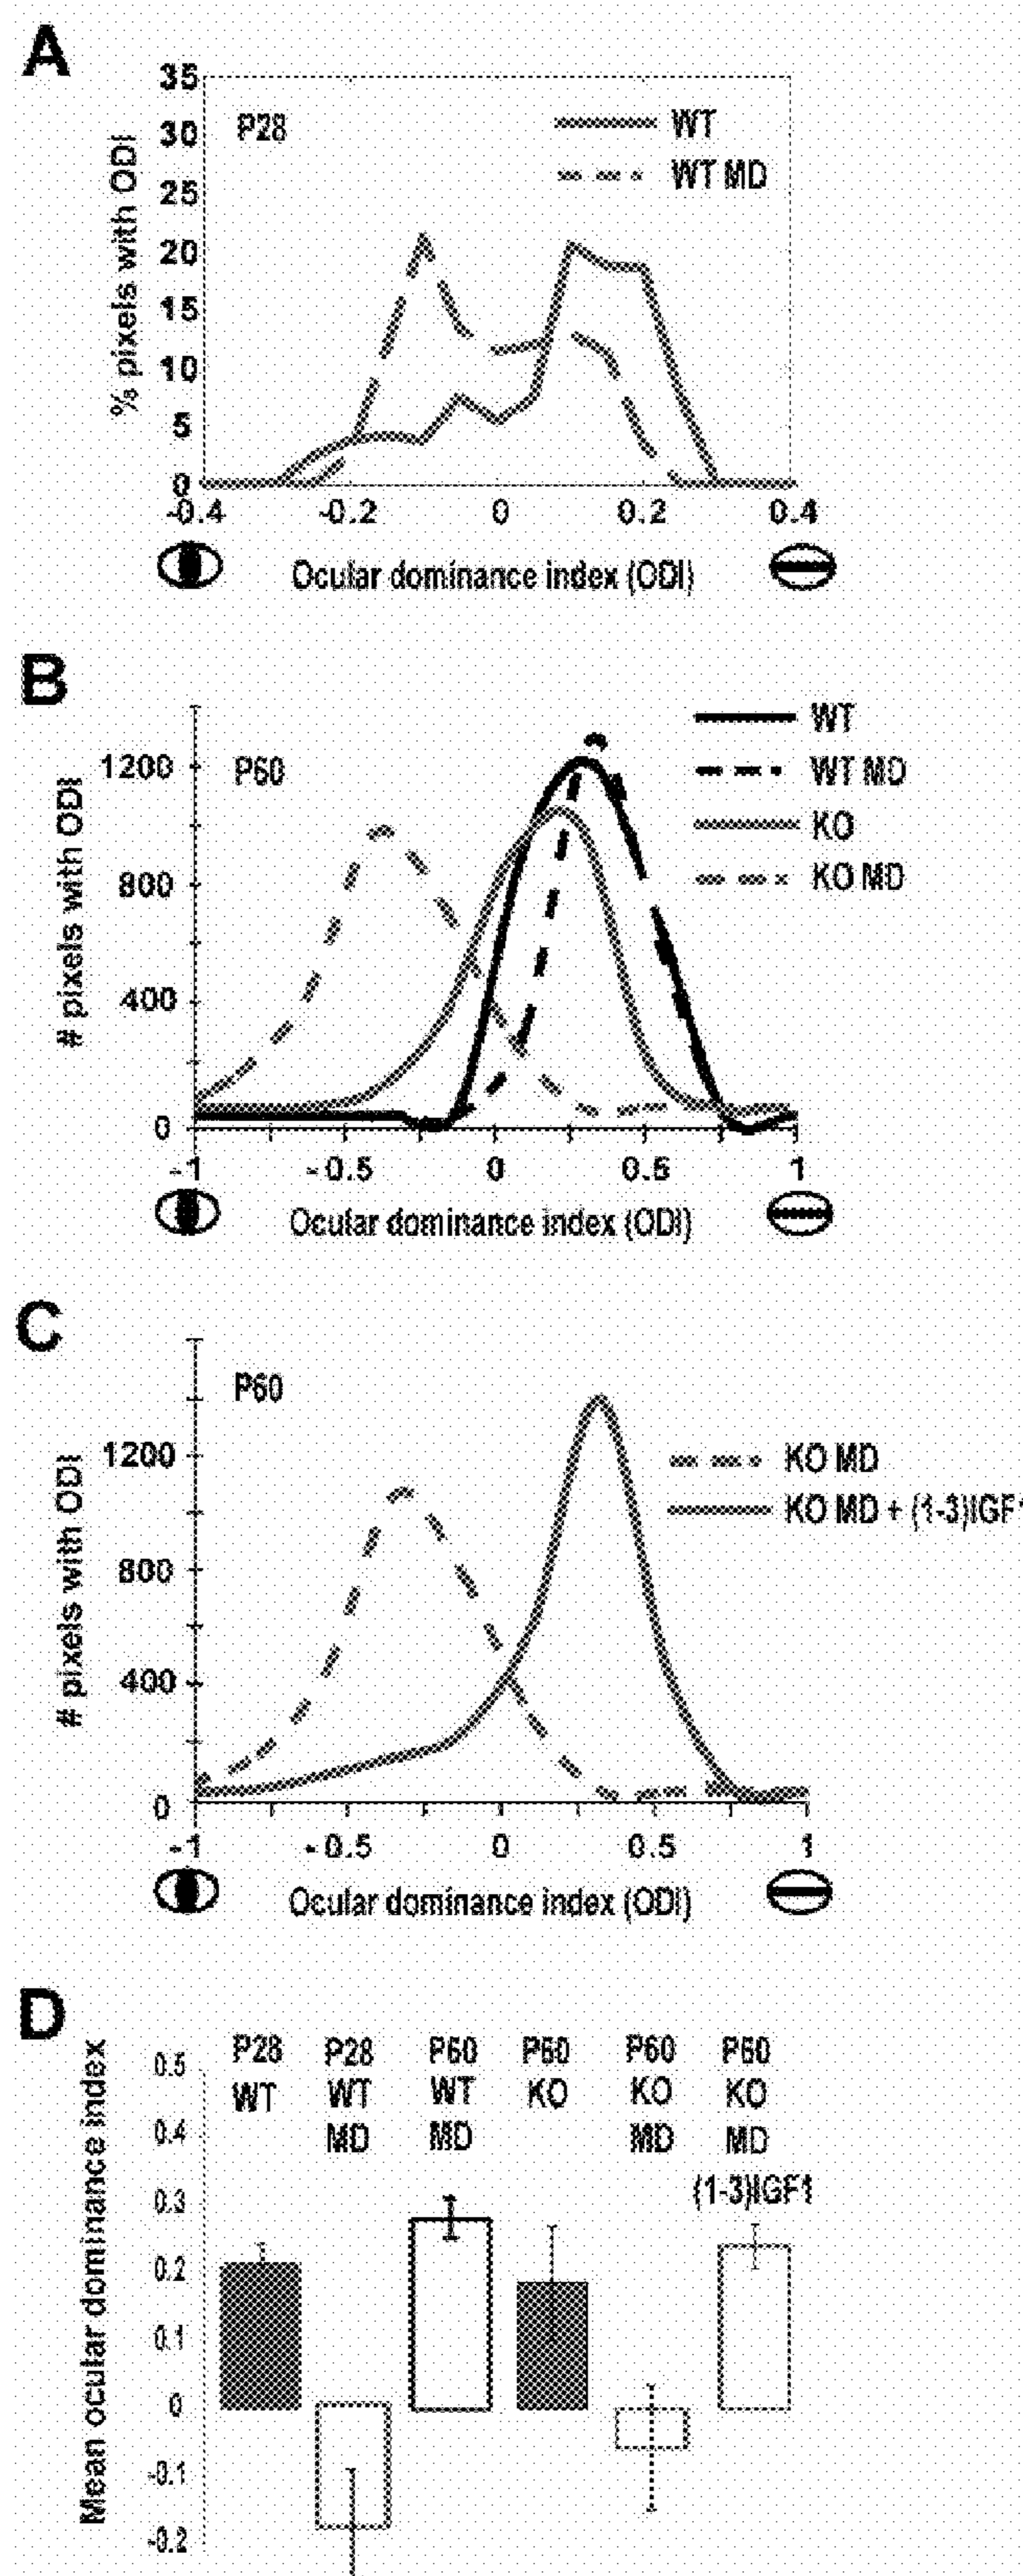 A
35
30
25
20
15
10
5
0
% pixels with ODI
P28
WT
WT MD
-0.4 -0.2 0 0.2 0.4
Ocular dominance index (ODI)
B
1200
800
400
0
# pixels with ODI
P60
WT
WT MD
KO
KO MD
-1 -0.5 0 0.5 1
Ocular dominance index (ODI)
C
1200
800
400
0
# pixels with ODI
P60
KO MD
KO MD + (1-3)IGF1
-1 -0.5 0 0.5 1
Ocular dominance index (ODI)
D
Mean ocular dominance index
0.5
0.4
0.3
0.2
0.1
0
-0.1
-0.2
P28 WT
P28 WT MD
P60 WT MD
P60 KO
P60 KO MD
P60 KO MD (1-3)IGF1